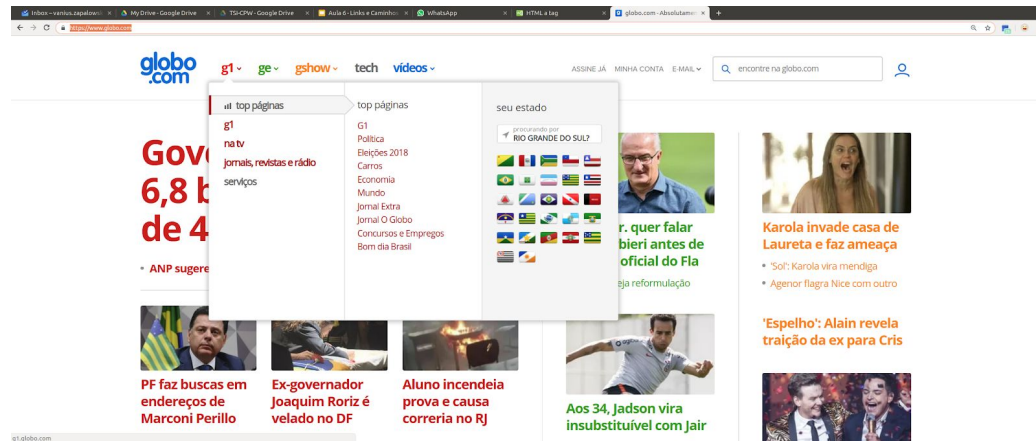 Inbox – vanius.zapalowsk
My Drive - Google Drive
TSI-CPW - Google Drive
Aula 6 - Links e Caminho
WhatsApp
HTML a tag
globo.com - Absolutamen
https://www.globo.com
globo
.com
g1
ge
gshow
tech
vídeos
ASSINE JÁ
MINHA CONTA
E-MAIL
encontre na globo.com
top páginas
g1
na tv
jornais, revistas e rádio
serviços
top páginas
G1
Política
Eleições 2018
Carros
Economia
Mundo
Jornal Extra
Jornal O Globo
Concursos e Empregos
Bom dia Brasil
seu estado
procurando por
RIO GRANDE DO SUL?
Gov
6,8 b
de 4
ANP sugere
r. quer falar
bieri antes de
oficial do Fla
eja reformulação
Karola invade casa de
Laureta e faz ameaça
'Sol': Karola vira mendiga
Agenor flagra Nice com outro
'Espelho': Alain revela
traição da ex para Cris
PF faz buscas em
endereços de
Marconi Perillo
Ex-governador
Joaquim Roriz é
velado no DF
Aluno incendeia
prova e causa
correria no RJ
Aos 34, Jadson vira
insubstituível com Jair
g1.globo.com